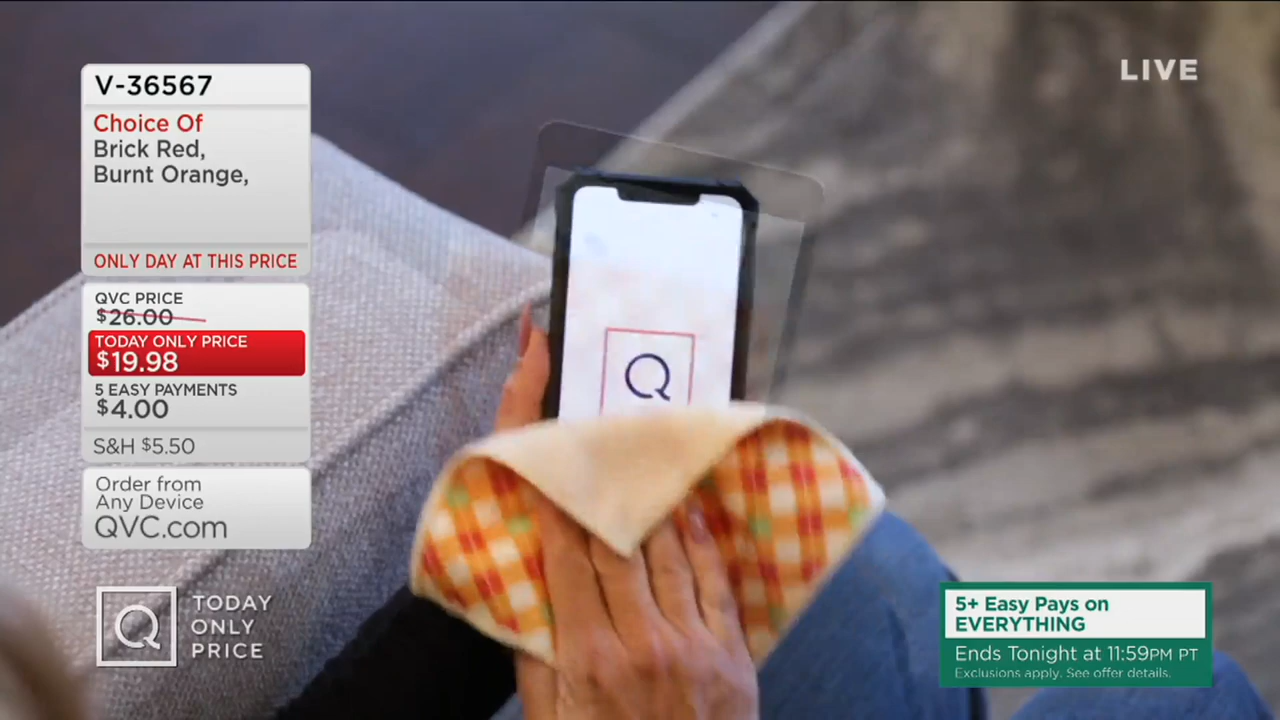 V-36567
Choice Of
Brick Red,
Burnt Orange,
ONLY DAY AT THIS PRICE
QVC PRICE
$26.00
TODAY ONLY PRICE
$19.98
5 EASY PAYMENTS
$4.00
S&H $5.50
Order from
Any Device
QVC.com
Q
TODAY
ONLY
PRICE
LIVE
Q
5+ Easy Pays on
EVERYTHING
Ends Tonight at 11:59PM PT
Exclusions apply. See offer details.